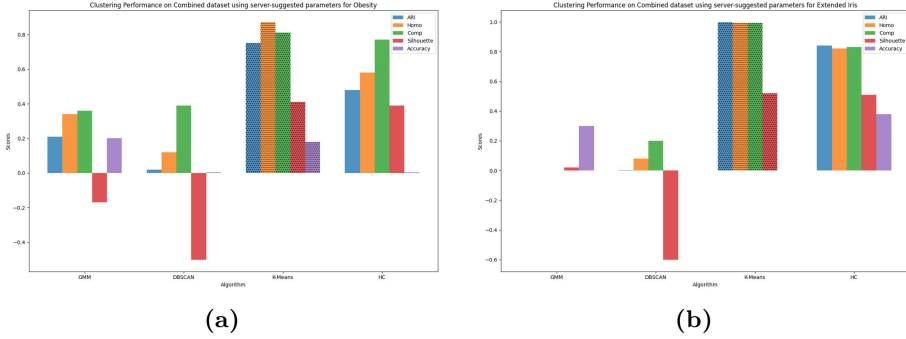 Clustering Performance on Combined dataset using server-suggested parameters for Obesity
ARI
Homo
Comp
Silhouette
Accuracy
0.8
0.6
0.4
0.2
0.0
−0.2
−0.4
Scores
GMM
DBSCAN
K-Means
HC
Algorithm
(a)
Clustering Performance on Combined dataset using server-suggested parameters for Extended Iris
ARI
Homo
Comp
Silhouette
Accuracy
1.0
0.8
0.6
0.4
0.2
0.0
−0.2
−0.4
−0.6
Scores
GMM
DBSCAN
K-Means
HC
Algorithm
(b)